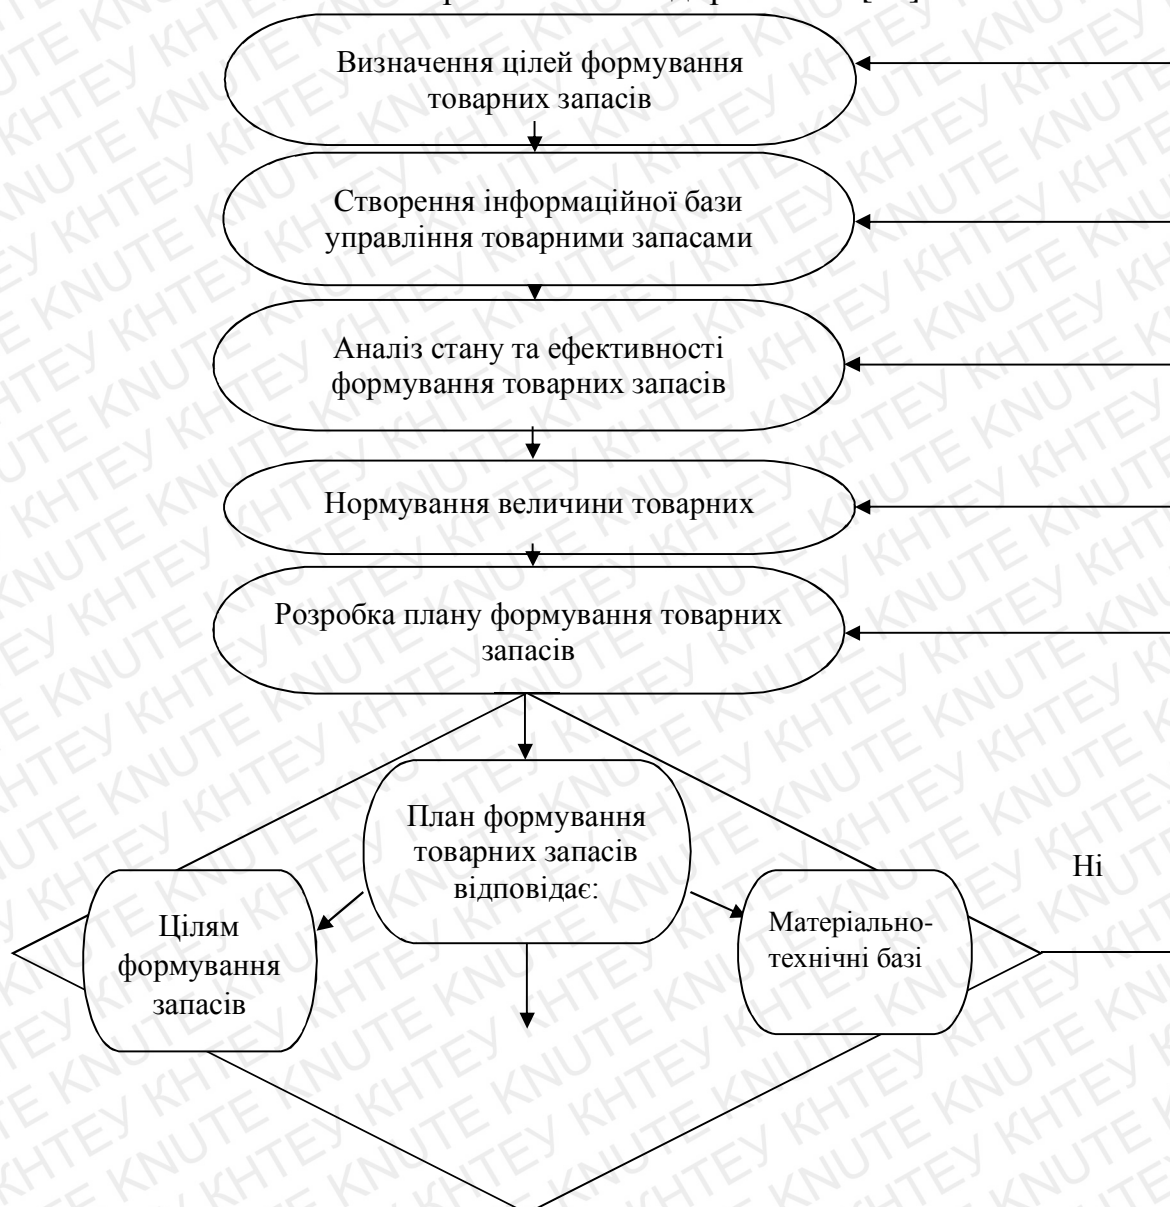 Визначення цілей формування
товарних запасів
Створення інформаційної бази
управління товарними запасами
Аналіз стану та ефективності
формування товарних запасів
Нормування величини товарних
Розробка плану формування товарних
запасів
План формування
товарних запасів
відповідає:
Ні
Цілям
формування
запасів
Матеріально-
технічні базі